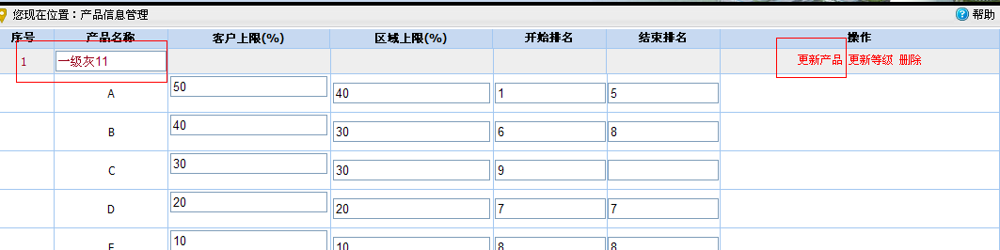 您现在位置：产品信息管理 帮助
序号 产品名称 客户上限(%) 区域上限(%) 开始排名 结束排名 操作
1 一级灰11 更新产品 更新等级 删除
A 50 40 1 5
B 40 30 6 8
C 30 30 9
D 20 20 7 7
E 10 10 8 8